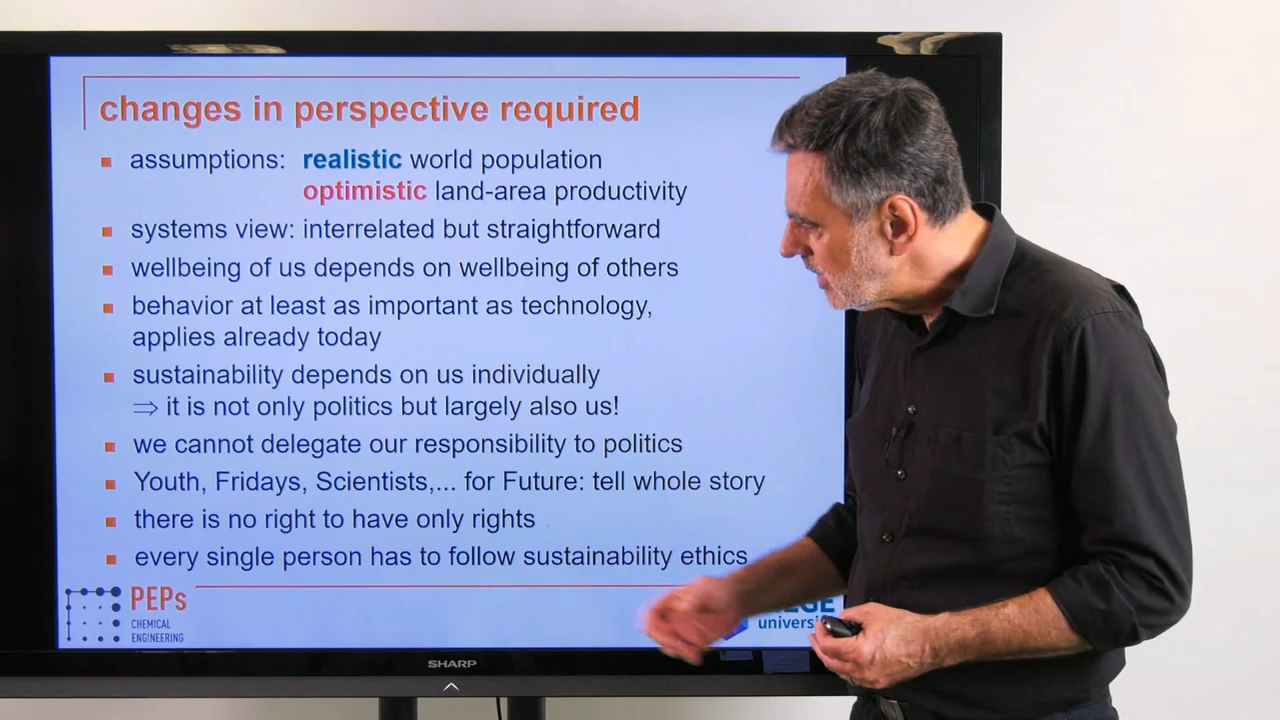 changes in perspective required
assumptions: realistic world population
optimistic land-area productivity
systems view: interrelated but straightforward
wellbeing of us depends on wellbeing of others
behavior at least as important as technology,
applies already today
sustainability depends on us individually
⇒ it is not only politics but largely also us!
we cannot delegate our responsibility to politics
Youth, Fridays, Scientists,... for Future: tell whole story
there is no right to have only rights
every single person has to follow sustainability ethics
PEPs
CHEMICAL
ENGINEERING
SHARP